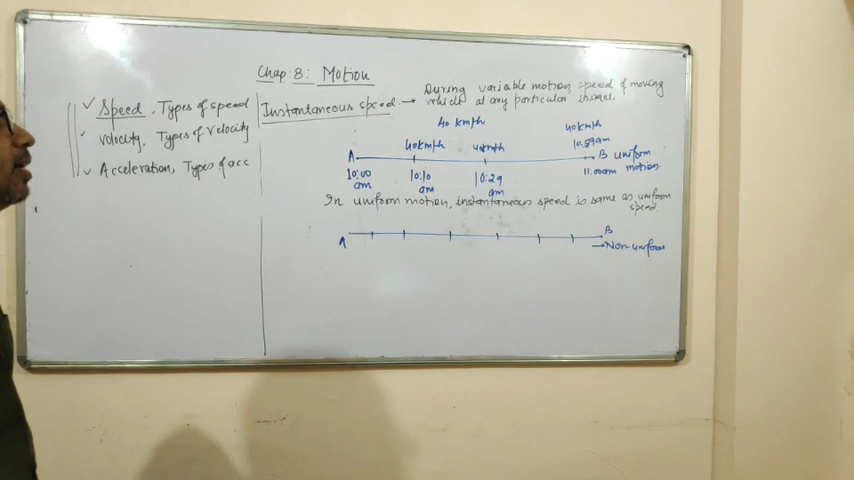 Chap. 8: Motion
✓ Speed. Types of speed
✓ velocity, Types of velocity
✓ Acceleration, Types of acc
Instantaneous speed → During variable motion speed of moving
vehicle at any particular instant.
40 kmph
40kmph
40kmph
40kmph
10:59am
A
B uniform
motion
10:00
am
10:10
am
10:29
am
11:00am
In uniform motion, instantaneous speed is same as uniform
speed
A
B
→ Non uniform